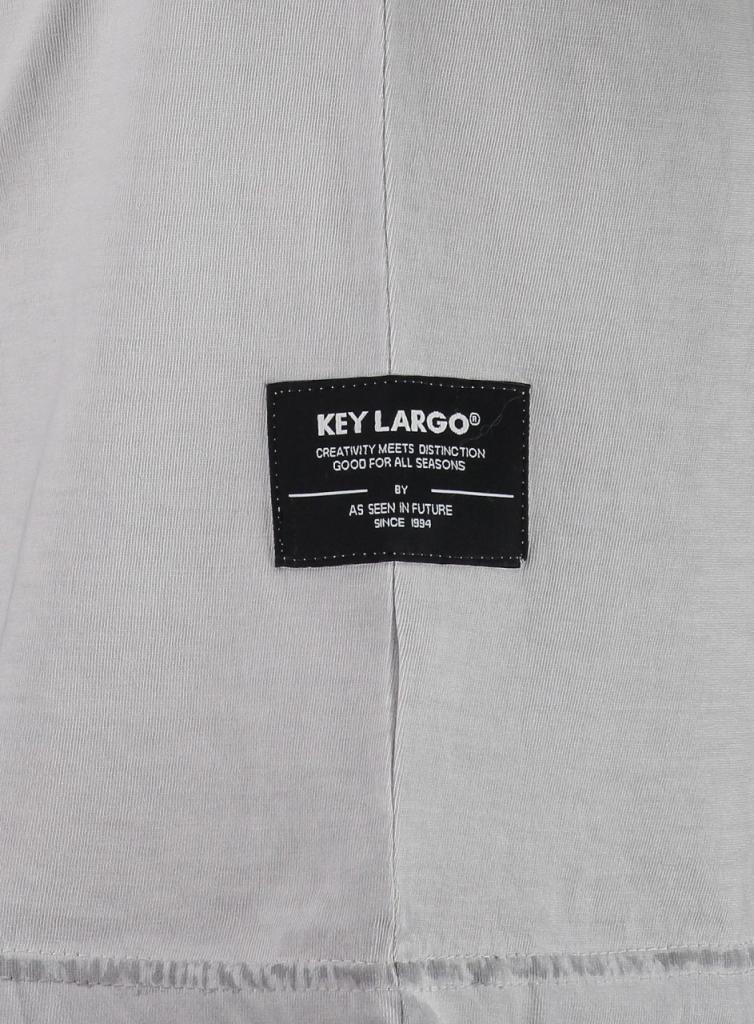 KEY LARGO®
CREATIVITY MEETS DISTINCTION
GOOD FOR ALL SEASONS
BY
AS SEEN IN FUTURE
SINCE 1994